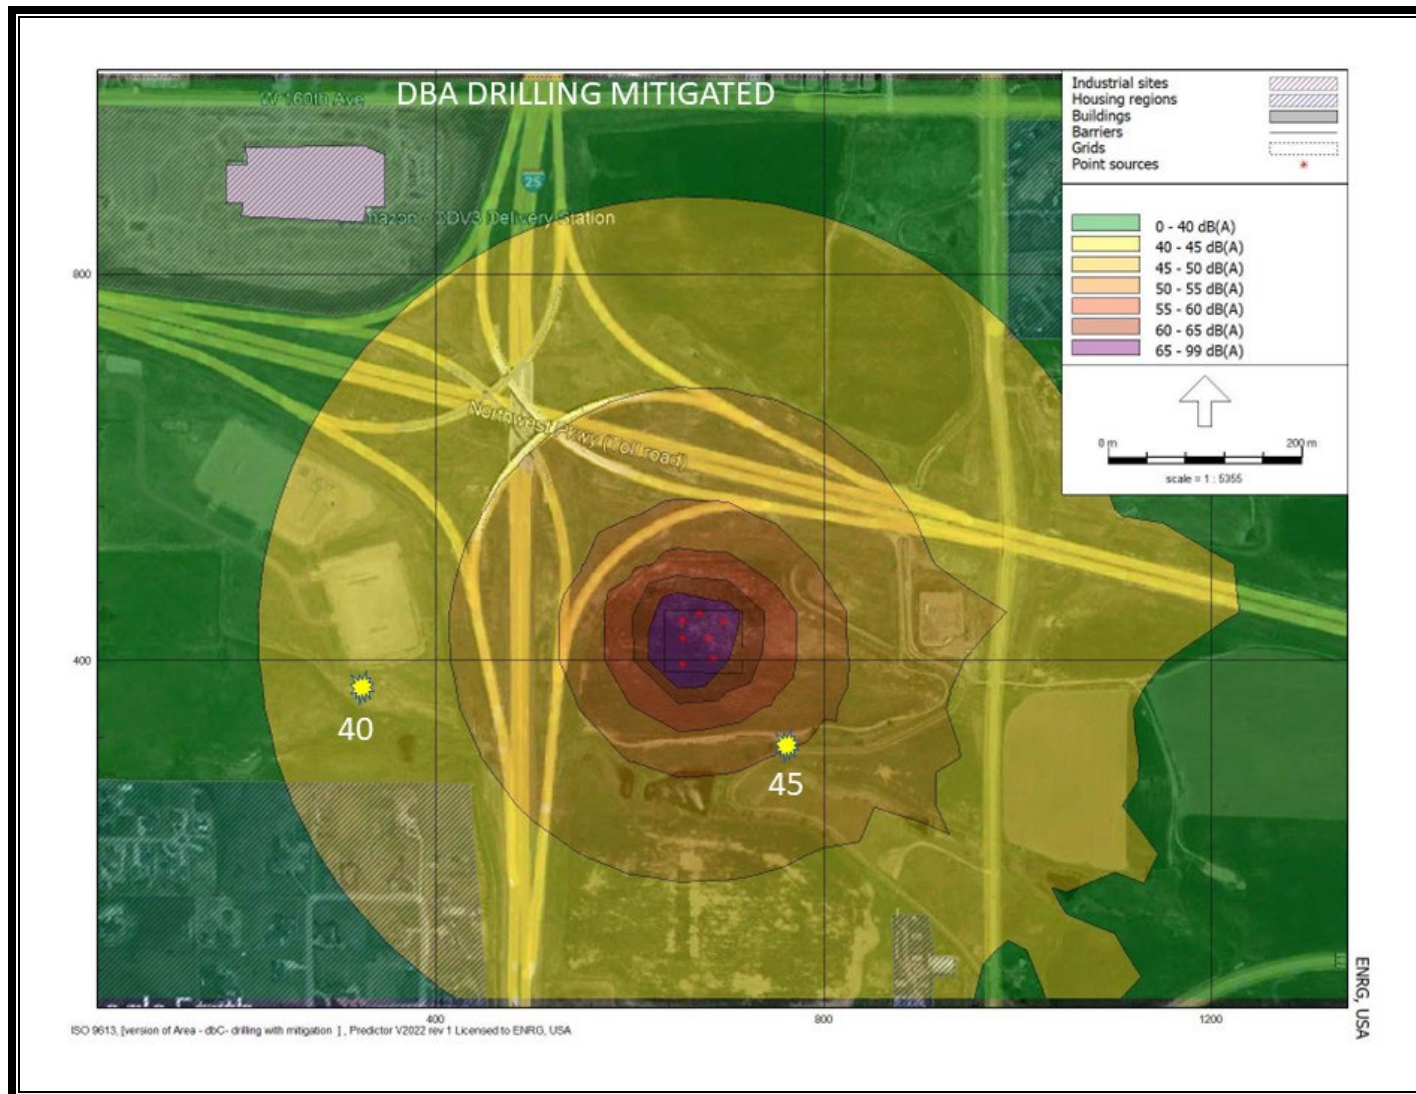 W 160th Ave
DBA DRILLING MITIGATED
Industrial sites
Housing regions
Buildings
Barriers
Grids
Point sources
25
mazon - DDV3 Delivery Station
0 - 40 dB(A)
40 - 45 dB(A)
45 - 50 dB(A)
50 - 55 dB(A)
55 - 60 dB(A)
60 - 65 dB(A)
65 - 99 dB(A)
800
Northwest Pkwy (Toll road)
0 m
200 m
scale = 1 : 5355
400
40
45
ENRG, USA
400
800
1200
ISO 9613, [version of Area - dbC- drilling with mitigation ] , Predictor V2022 rev 1 Licensed to ENRG, USA